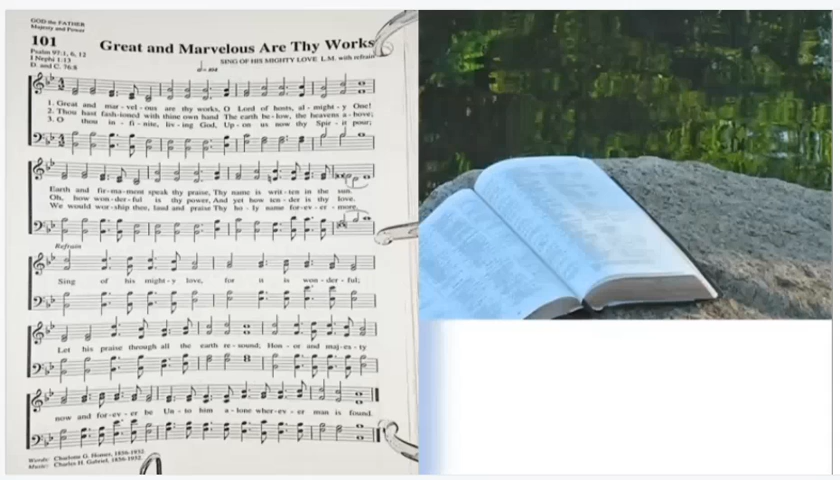 GOD the FATHER
Majesty and Power
101
Great and Marvelous Are Thy Works
Psalm 97:1, 6, 12
I Nephi 1:13
D. and C. 76:8
SING OF HIS MIGHTY LOVE L.M. with refrain
1. Great and mar - vel - ous are thy works, O Lord of hosts, al - might - y One!
2. Thou hast fash-ioned with thine own hand The earth be - low, the heavens a - bove;
3. O thou in - fi - nite, liv - ing God, Up - on us now thy Spir - it pour;
Earth and fir - ma - ment speak thy praise, Thy name is writ - ten in the sun.
Oh, how won - der - ful is thy power, And yet how ten - der is thy love.
We would wor - ship thee, laud and praise Thy ho - ly name for - ev - er - more.
Refrain
Sing of his might - y love, for it is won - der - ful;
Let his praise through all the earth re - sound; Hon - or and maj - es - ty
now and for - ev - er be Un - to him a - lone wher - ev - er man is found.
Words: Charlotte G. Homer, 1856-1932
Music: Charles H. Gabriel, 1856-1932